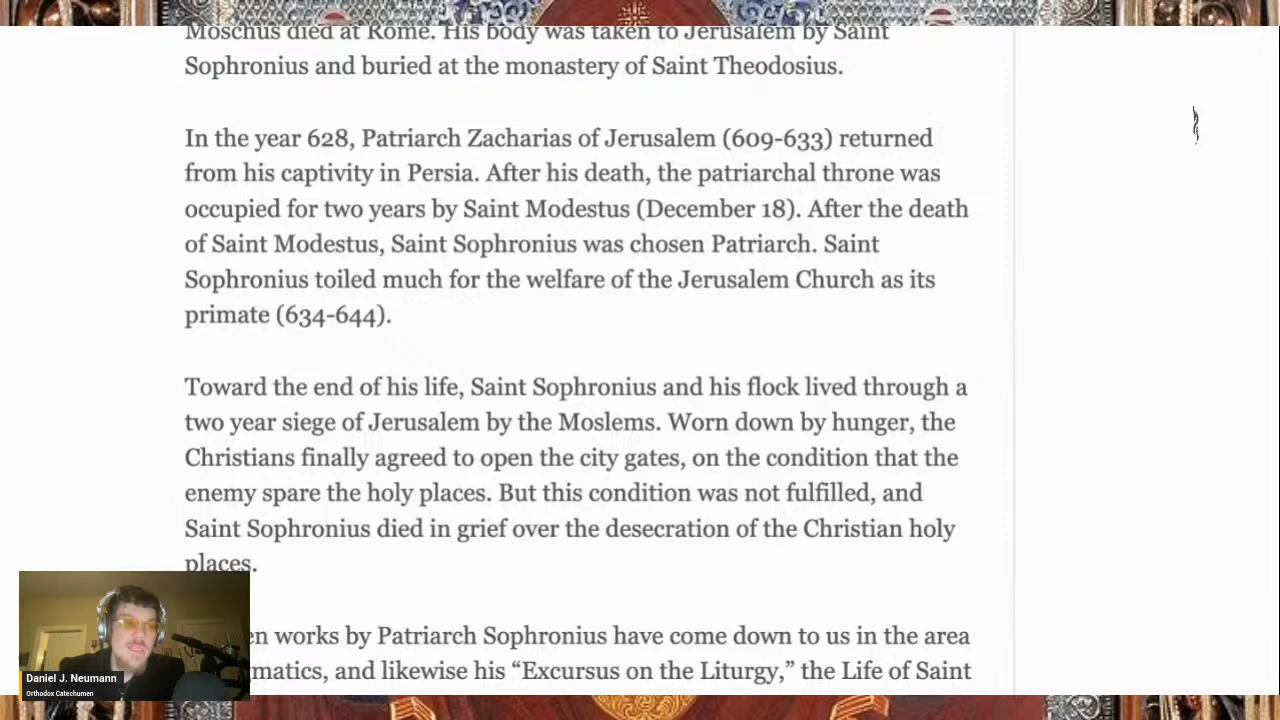 Moschus died at Rome. His body was taken to Jerusalem by Saint
Sophronius and buried at the monastery of Saint Theodosius.
In the year 628, Patriarch Zacharias of Jerusalem (609-633) returned
from his captivity in Persia. After his death, the patriarchal throne was
occupied for two years by Saint Modestus (December 18). After the death
of Saint Modestus, Saint Sophronius was chosen Patriarch. Saint
Sophronius toiled much for the welfare of the Jerusalem Church as its
primate (634-644).
Toward the end of his life, Saint Sophronius and his flock lived through a
two year siege of Jerusalem by the Moslems. Worn down by hunger, the
Christians finally agreed to open the city gates, on the condition that the
enemy spare the holy places. But this condition was not fulfilled, and
Saint Sophronius died in grief over the desecration of the Christian holy
places.
en works by Patriarch Sophronius have come down to us in the area
matics, and likewise his “Excursus on the Liturgy,” the Life of Saint
Daniel J. Neumann
Orthodox Catechumen